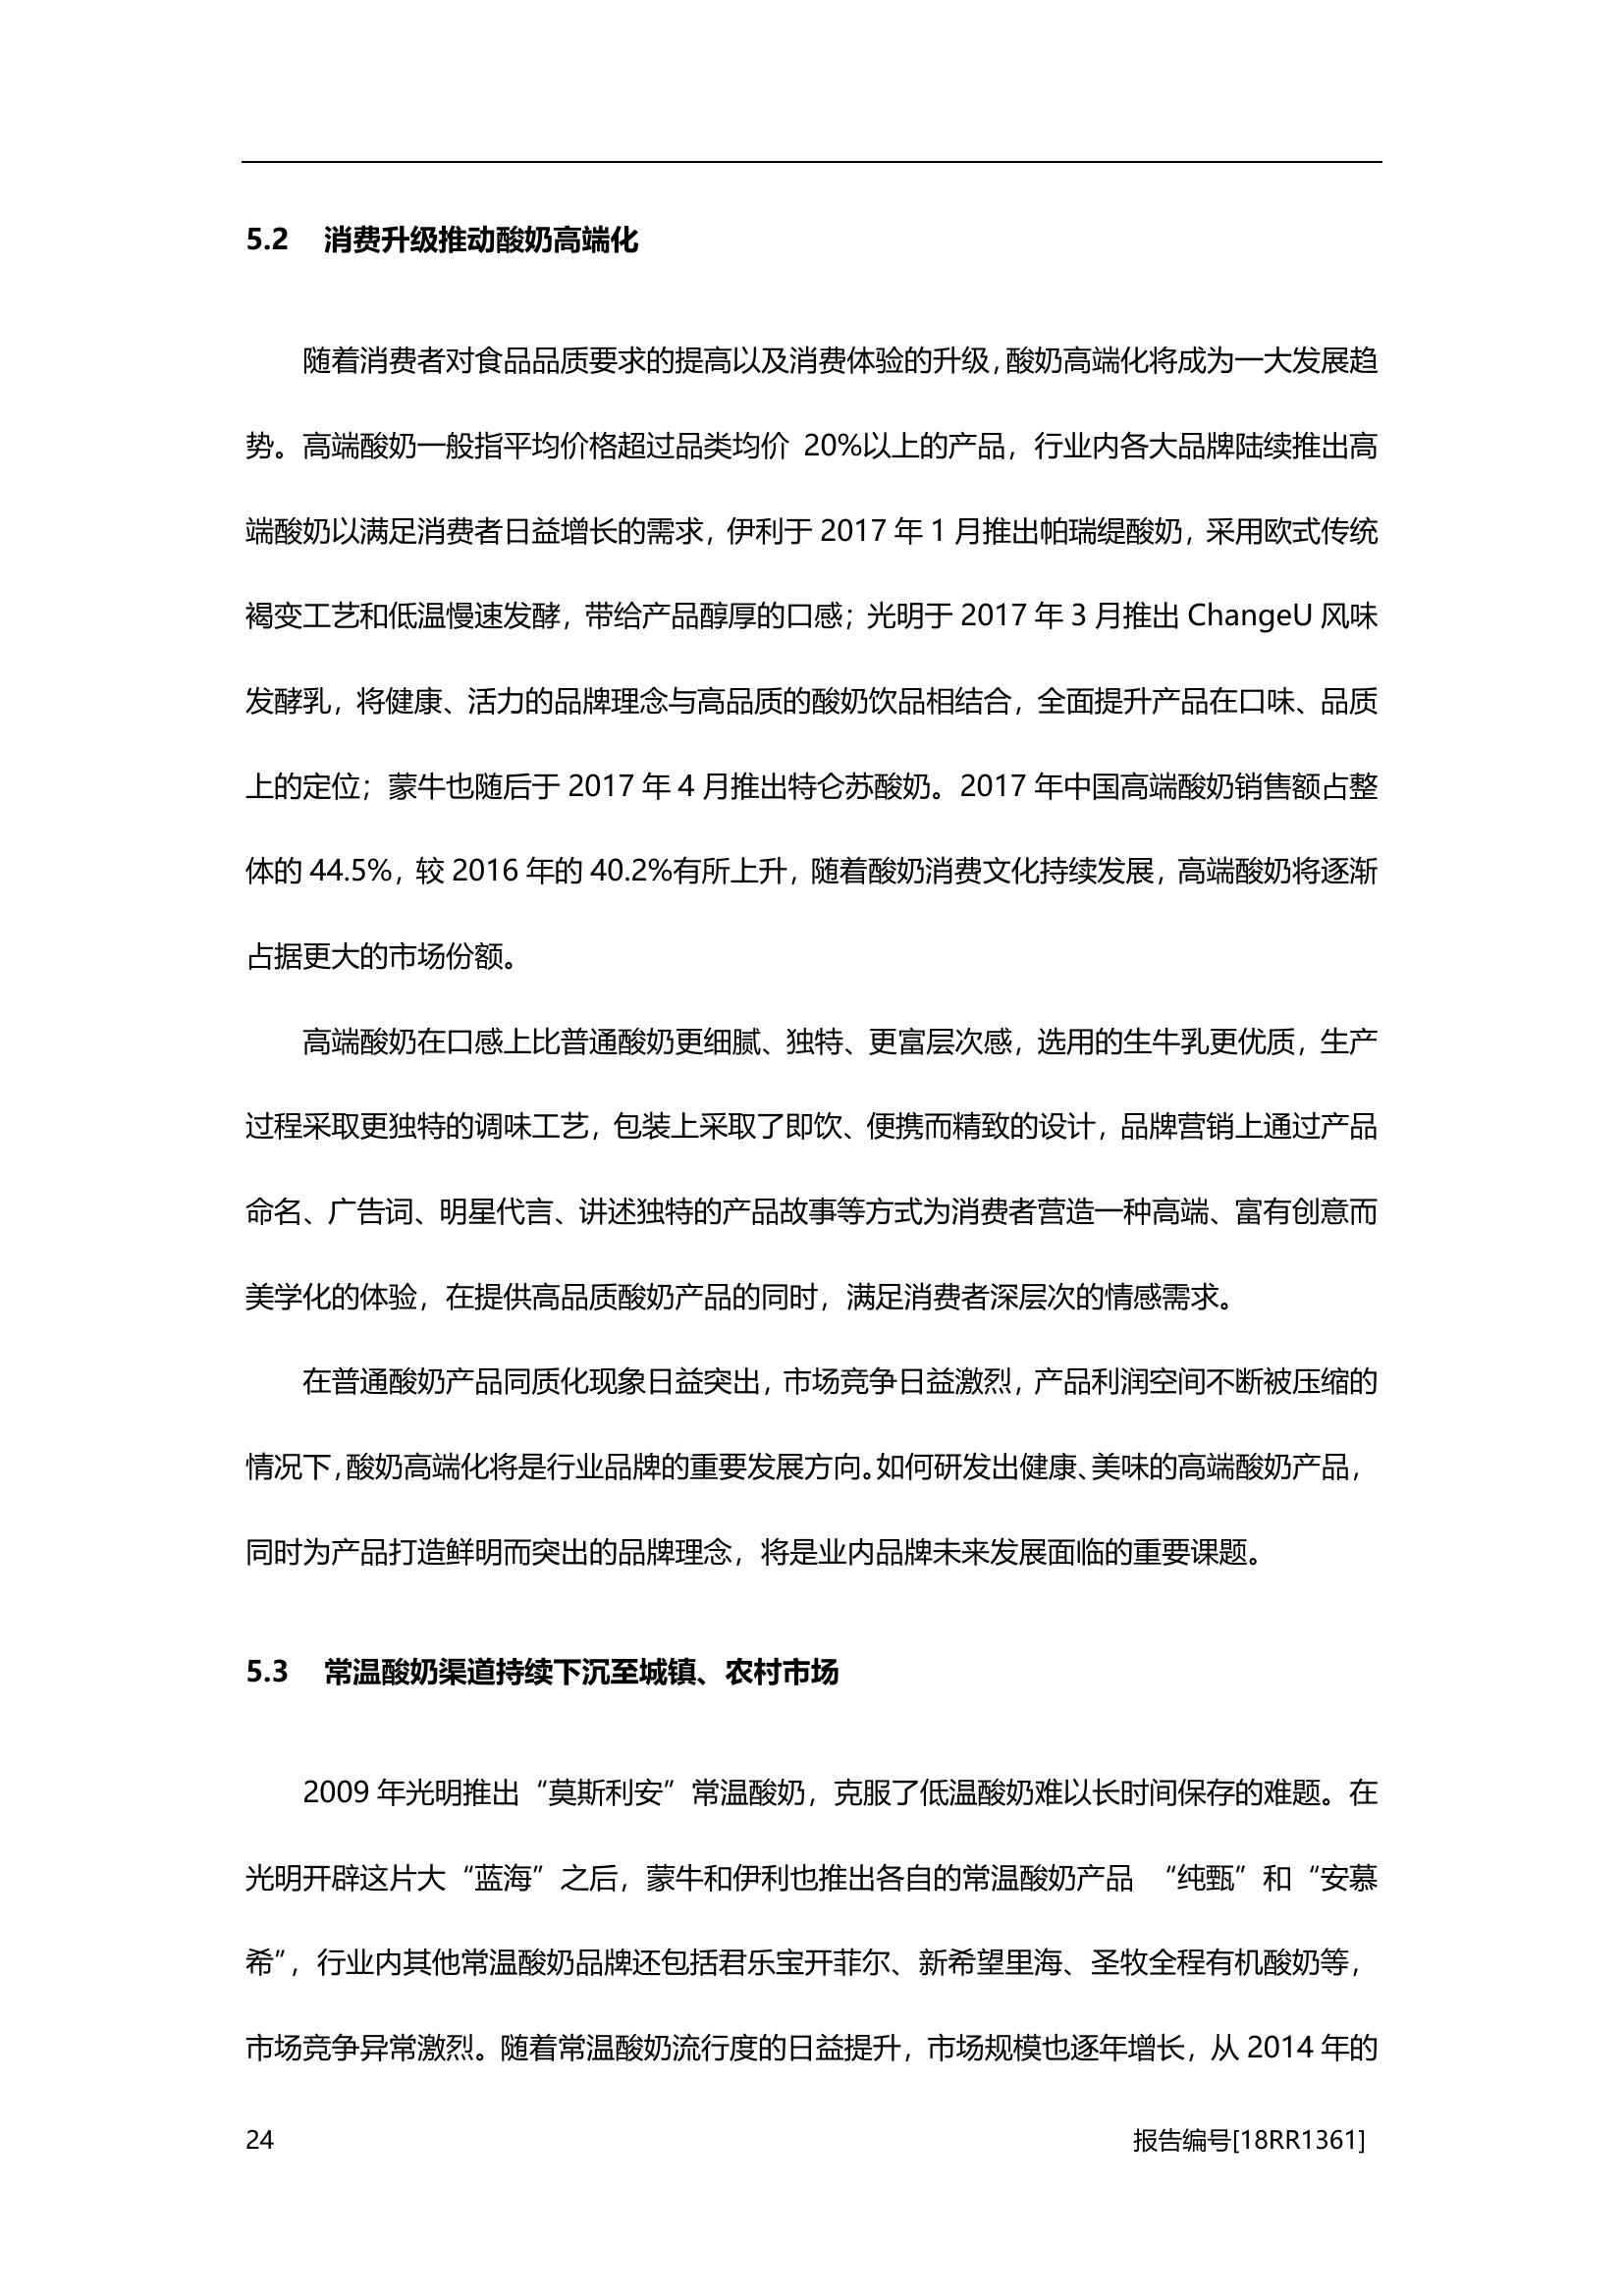 5.2 消费升级推动酸奶高端化
随着消费者对食品品质要求的提高以及消费体验的升级，酸奶高端化将成为一大发展趋
势。高端酸奶一般指平均价格超过品类均价 20%以上的产品，行业内各大品牌陆续推出高
端酸奶以满足消费者日益增长的需求，伊利于 2017 年 1 月推出帕瑞缇酸奶，采用欧式传统
褐变工艺和低温慢速发酵，带给产品醇厚的口感；光明于 2017 年 3 月推出 ChangeU 风味
发酵乳，将健康、活力的品牌理念与高品质的酸奶饮品相结合，全面提升产品在口味、品质
上的定位；蒙牛也随后于 2017 年 4 月推出特仑苏酸奶。2017 年中国高端酸奶销售额占整
体的 44.5%，较 2016 年的 40.2%有所上升，随着酸奶消费文化持续发展，高端酸奶将逐渐
占据更大的市场份额。
高端酸奶在口感上比普通酸奶更细腻、独特、更富层次感，选用的生牛乳更优质，生产
过程采取更独特的调味工艺，包装上采取了即饮、便携而精致的设计，品牌营销上通过产品
命名、广告词、明星代言、讲述独特的产品故事等方式为消费者营造一种高端、富有创意而
美学化的体验，在提供高品质酸奶产品的同时，满足消费者深层次的情感需求。
在普通酸奶产品同质化现象日益突出，市场竞争日益激烈，产品利润空间不断被压缩的
情况下，酸奶高端化将是行业品牌的重要发展方向。如何研发出健康、美味的高端酸奶产品，
同时为产品打造鲜明而突出的品牌理念，将是业内品牌未来发展面临的重要课题。
5.3 常温酸奶渠道持续下沉至城镇、农村市场
2009 年光明推出“莫斯利安”常温酸奶，克服了低温酸奶难以长时间保存的难题。在
光明开辟这片大“蓝海”之后，蒙牛和伊利也推出各自的常温酸奶产品 “纯甄”和“安慕
希”，行业内其他常温酸奶品牌还包括君乐宝开菲尔、新希望里海、圣牧全程有机酸奶等，
市场竞争异常激烈。随着常温酸奶流行度的日益提升，市场规模也逐年增长，从 2014 年的
24 报告编号[18RR1361]